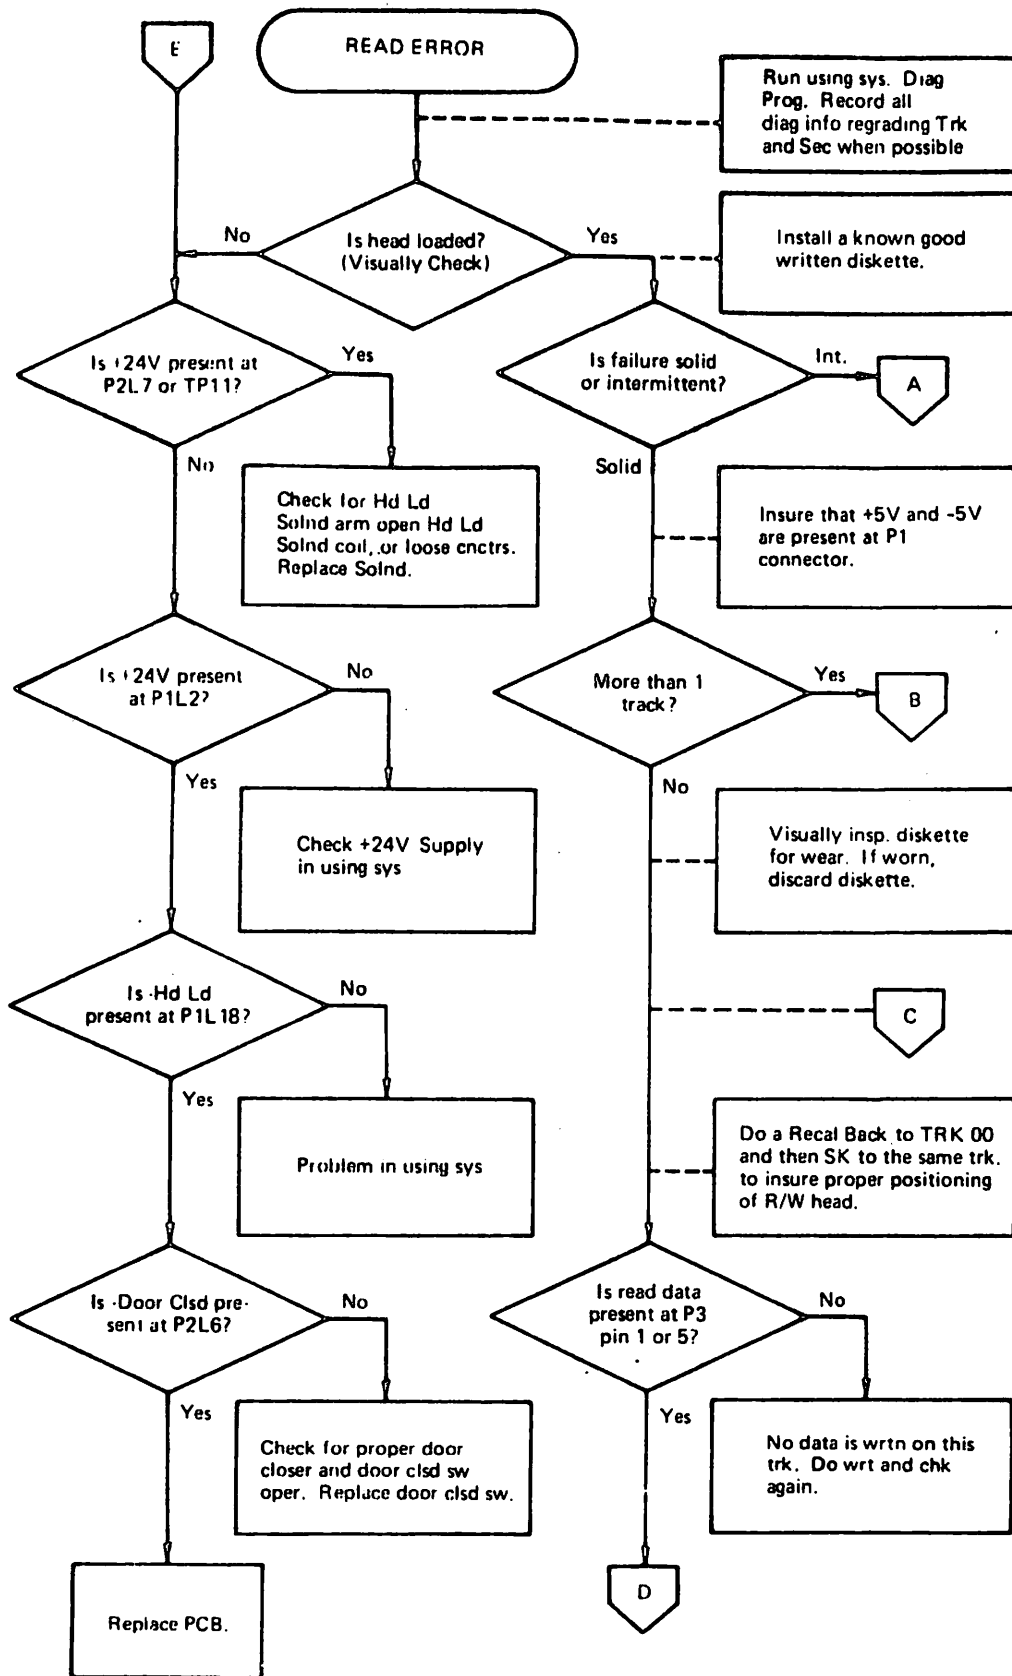 E
READ ERROR
Run using sys. Diag
Prog. Record all
diag info regrading Trk
and Sec when possible
Is head loaded?
(Visually Check)
No
Yes
Install a known good
written diskette.
Is +24V present at
P2L7 or TP11?
Yes
No
Is failure solid
or intermittent?
Int.
A
Solid
Check for Hd Ld
Solnd arm open Hd Ld
Solnd coil, or loose cnctrs.
Replace Solnd.
Insure that +5V and -5V
are present at P1
connector.
Is +24V present
at P1L2?
No
Yes
More than 1
track?
Yes
B
No
Check +24V Supply
in using sys
Visually insp. diskette
for wear. If worn,
discard diskette.
Is -Hd Ld
present at P1L18?
No
Yes
C
Problem in using sys
Do a Recal Back to TRK 00
and then SK to the same trk.
to insure proper positioning
of R/W head.
Is -Door Clsd pre-
sent at P2L6?
No
Yes
Is read data
present at P3
pin 1 or 5?
No
Yes
Check for proper door
closer and door clsd sw
oper. Replace door clsd sw.
No data is wrtn on this
trk. Do wrt and chk
again.
Replace PCB.
D